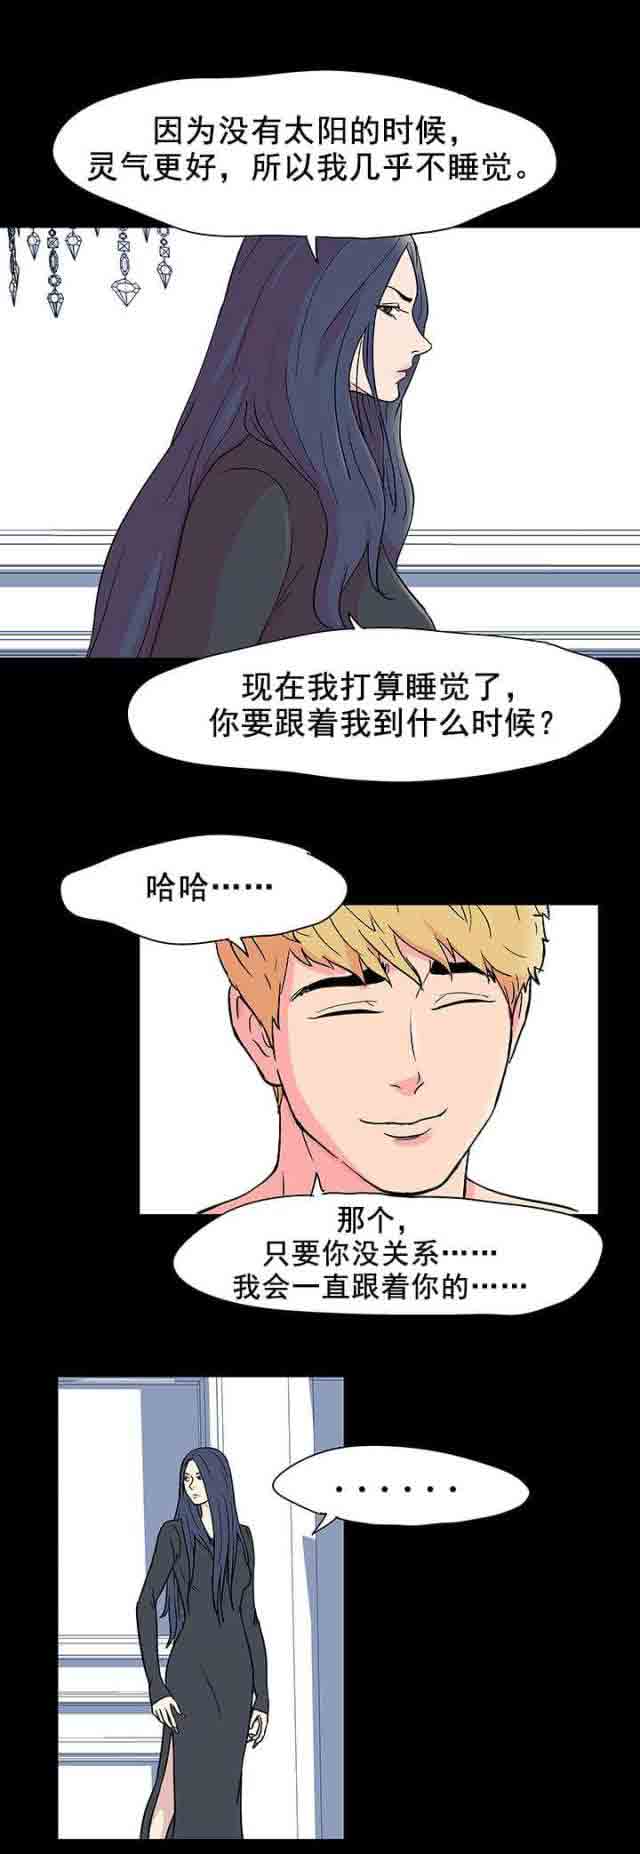 因为没有太阳的时候，
灵气更好，所以我几乎不睡觉。
现在我打算睡觉了，
你要跟着我到什么时候？
哈哈……
那个，
只要你没关系……
我会一直跟着你的……
······